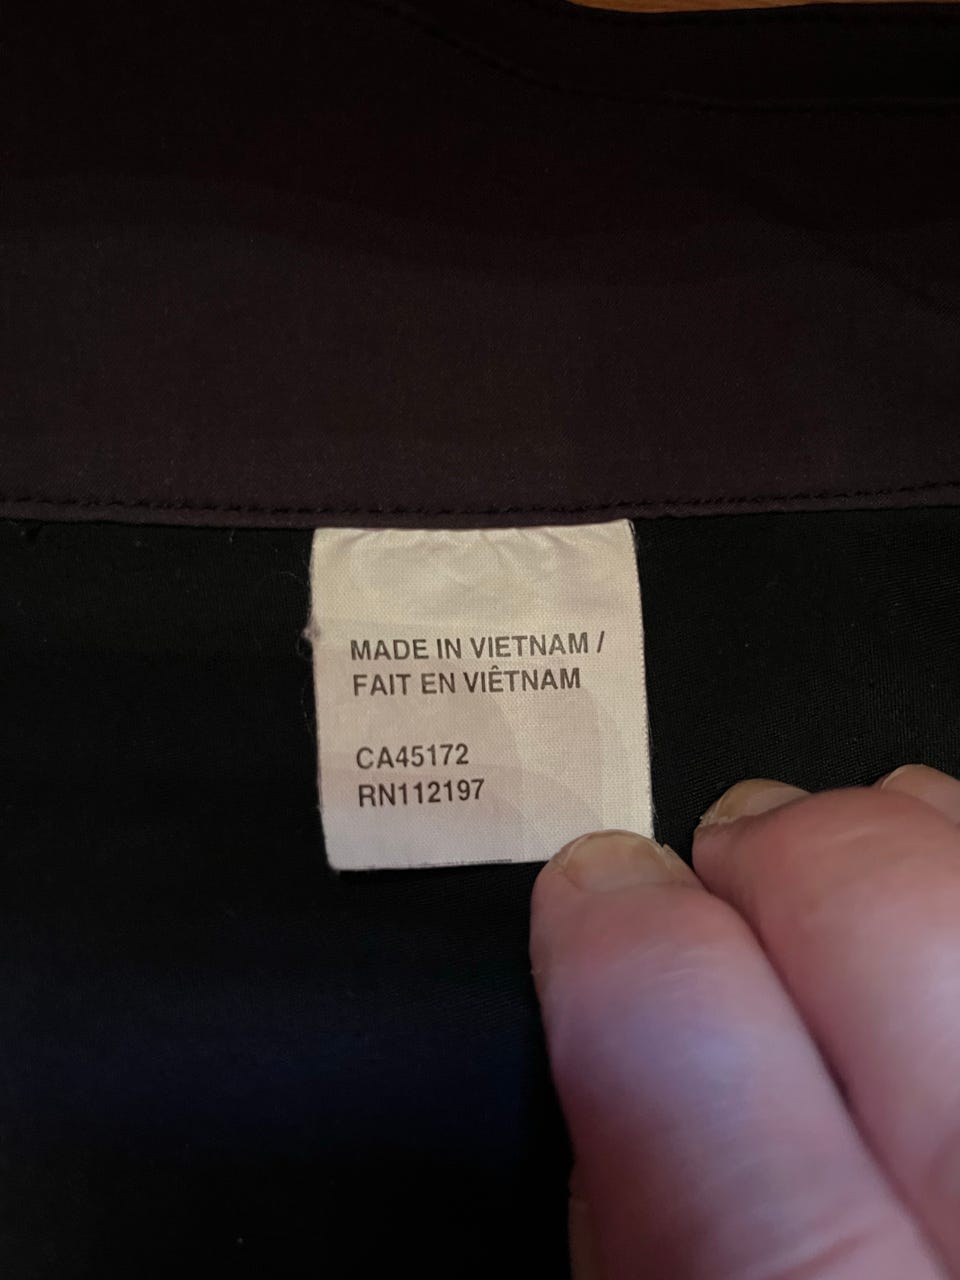 MADE IN VIETNAM /
FAIT EN VIÊTNAM
CA45172
RN112197